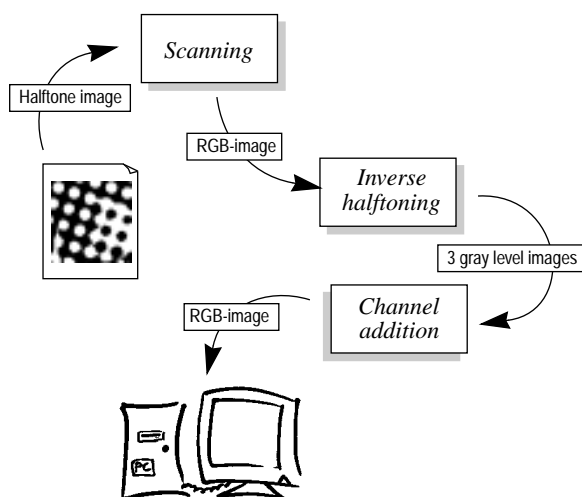 Scanning
Halftone image
RGB-image
Inverse
halftoning
3 gray level images
Channel
addition
RGB-image
PC